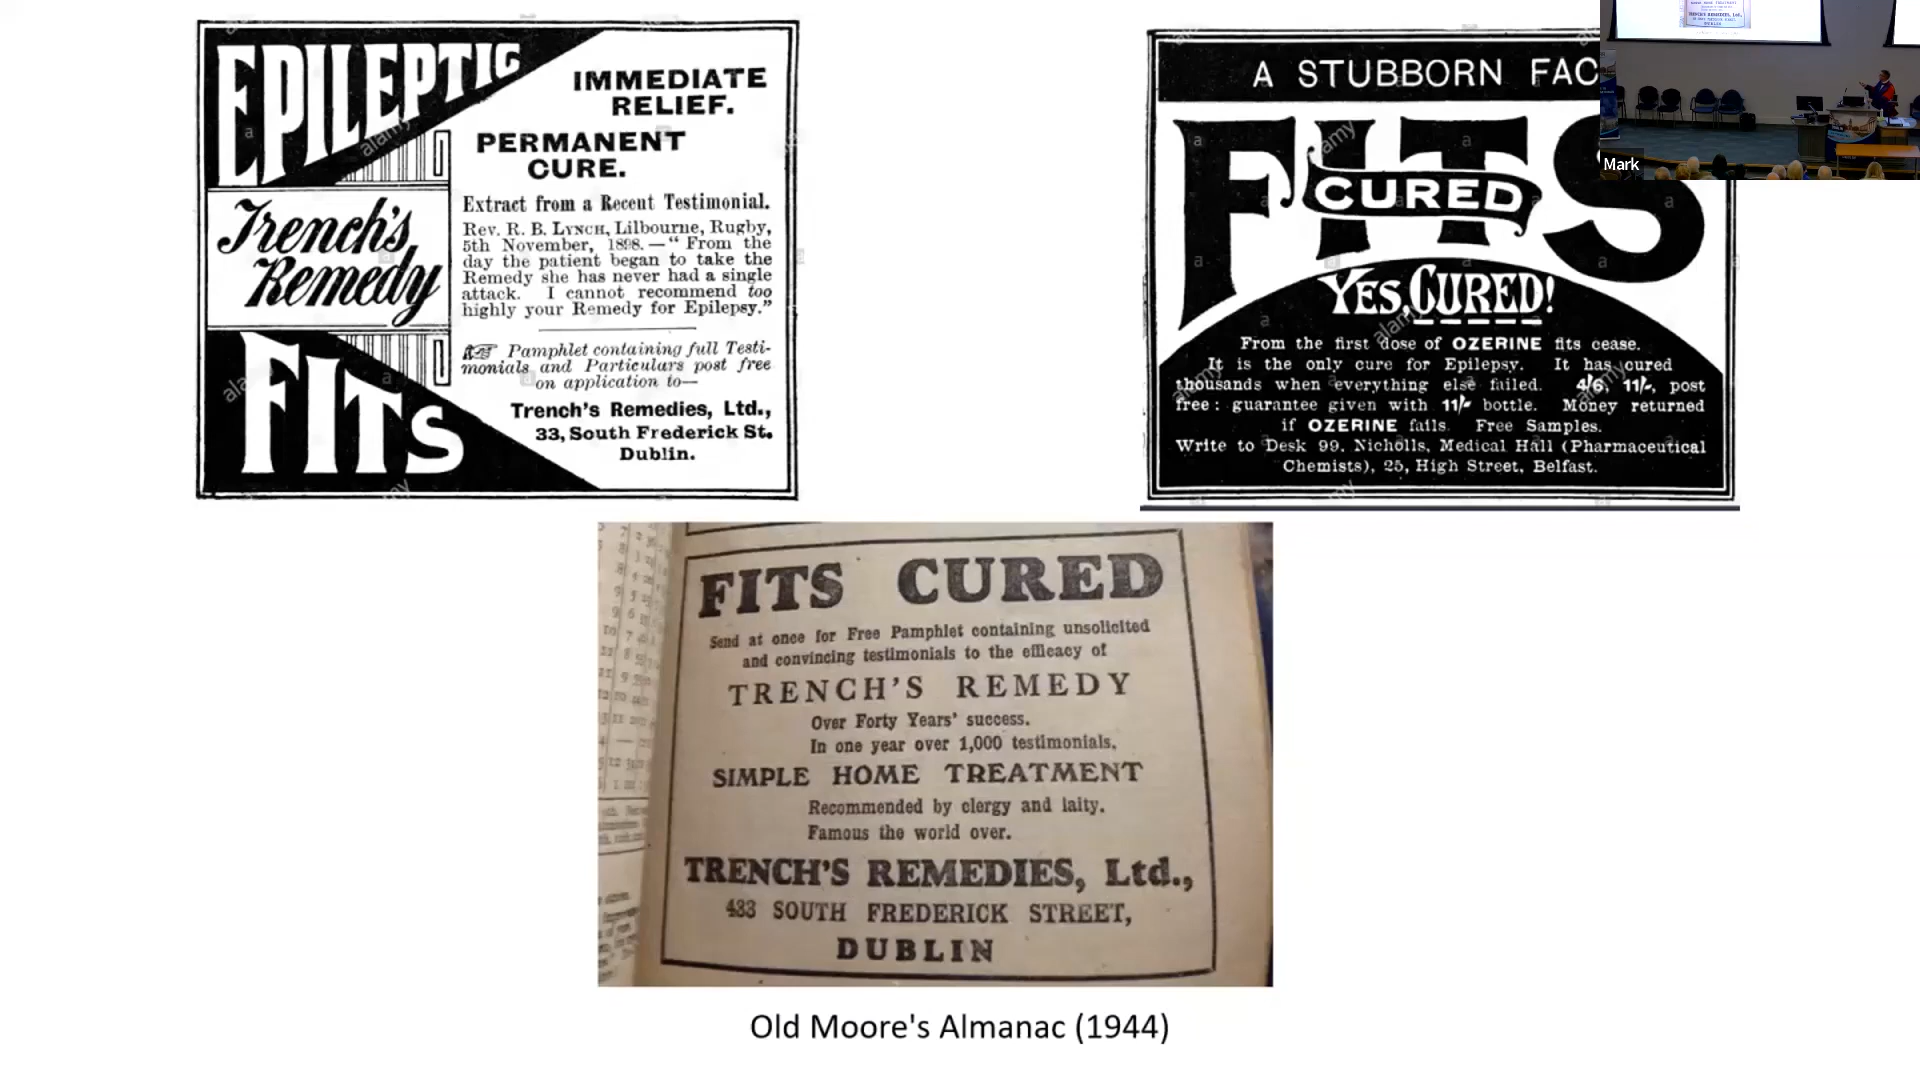 EPILEPTIC
FITS
Trench's
Remedy
IMMEDIATE
RELIEF.
PERMANENT
CURE.
Extract from a Recent Testimonial.
Rev. R. B. LYNCH, Lilbourne, Rugby,
5th November, 1898.—“From the
day the patient began to take the
Remedy she has never had a single
attack. I cannot recommend too
highly your Remedy for Epilepsy.”
Pamphlet containing full Testi-
monials and Particulars post free
on application to—
Trench's Remedies, Ltd.,
33, South Frederick St.
Dublin.
A STUBBORN FAC
FITS
CURED
YES, CURED!
From the first dose of OZERINE fits cease.
It is the only cure for Epilepsy. It has cured
thousands when everything else failed. 4/6, 11/-, post
free: guarantee given with 11/- bottle. Money returned
if OZERINE fails. Free Samples.
Write to Desk 99, Nicholls, Medical Hall (Pharmaceutical
Chemists), 25, High Street, Belfast.
Mark
FITS CURED
Send at once for Free Pamphlet containing unsolicited
and convincing testimonials to the efficacy of
TRENCH'S REMEDY
Over Forty Years' success.
In one year over 1,000 testimonials.
SIMPLE HOME TREATMENT
Recommended by clergy and laity.
Famous the world over.
TRENCH'S REMEDIES, Ltd.,
433 SOUTH FREDERICK STREET,
DUBLIN
Old Moore's Almanac (1944)
alamy